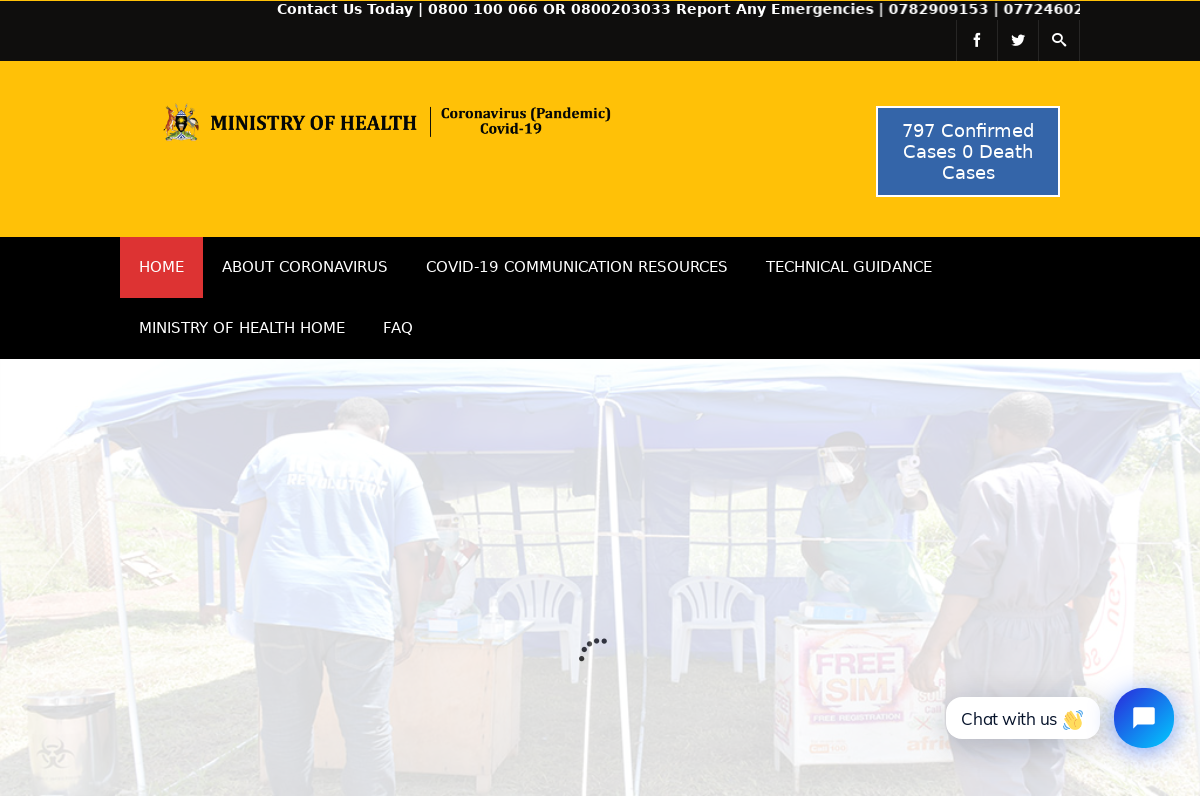 Contact Us Today | 0800 100 066 OR 0800203033 Report Any Emergencies | 0782909153 | 07724602
MINISTRY OF HEALTH
Coronavirus (Pandemic)
Covid-19
797 Confirmed
Cases 0 Death
Cases
HOME
ABOUT CORONAVIRUS
COVID-19 COMMUNICATION RESOURCES
TECHNICAL GUIDANCE
MINISTRY OF HEALTH HOME
FAQ
REVOLUTION
FREE
SIM
FREE REGISTRATION
Chat with us